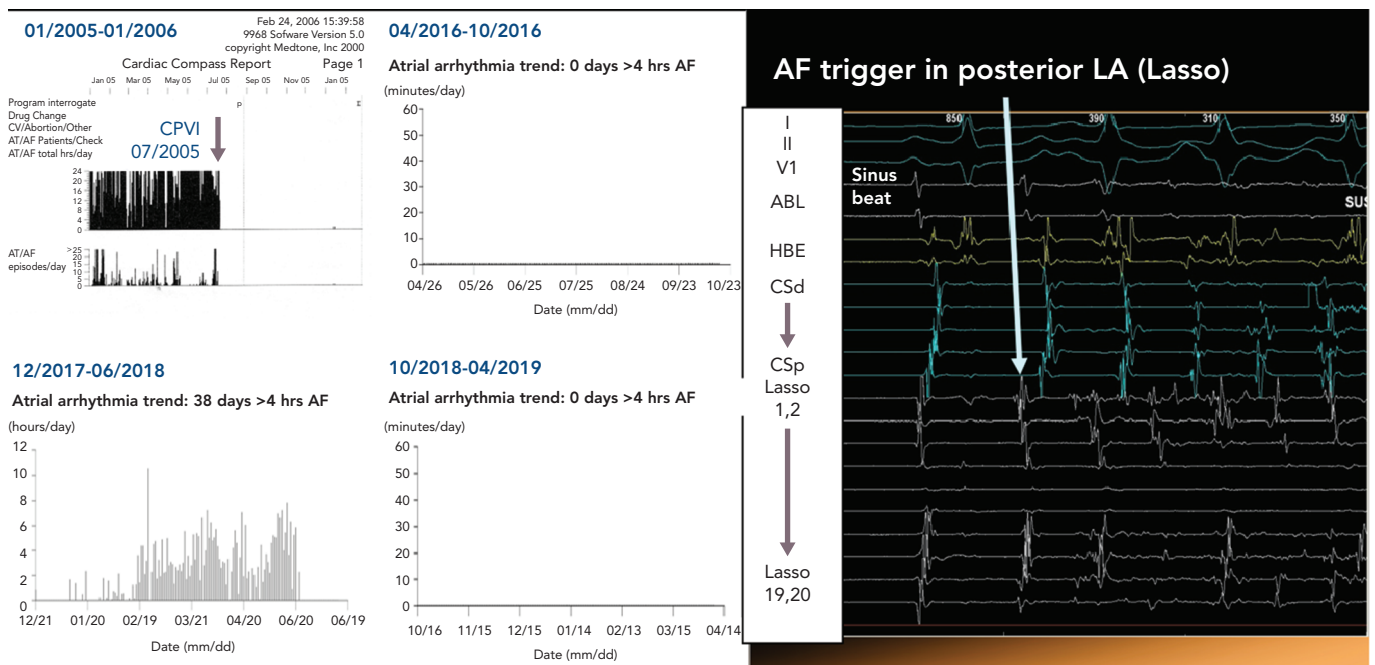 01/2005-01/2006
Feb 24, 2006 15:39:58
9968 Sofware Version 5.0
copyright Medtone, Inc 2000
Cardiac Compass Report
Page 1
Jan 05 Mar 05 May 05 Jul 05 Sep 05 Nov 05 Jan 05
Program interrogate
P
I
Drug Change
CV/Abortion/Other
AT/AF Patients/Check
AT/AF total hrs/day
CPVI
07/2005
24
20
16
12
8
4
0
AT/AF
episodes/day
>25
20
15
10
5
0
04/2016-10/2016
Atrial arrhythmia trend: 0 days >4 hrs AF
(minutes/day)
60
50
40
30
20
10
0
04/26 05/26 06/25 07/25 08/24 09/23 10/23
Date (mm/dd)
12/2017-06/2018
Atrial arrhythmia trend: 38 days >4 hrs AF
(hours/day)
12
10
8
6
4
2
0
12/21 01/20 02/19 03/21 04/20 06/20 06/19
Date (mm/dd)
10/2018-04/2019
Atrial arrhythmia trend: 0 days >4 hrs AF
(minutes/day)
60
50
40
30
20
10
0
10/16 11/15 12/15 01/14 02/13 03/15 04/14
Date (mm/dd)
AF trigger in posterior LA (Lasso)
I
II
V1
ABL
HBE
CSd
CSp
Lasso
1,2
Lasso
19,20
850 390 310 350
Sinus
beat
SUS